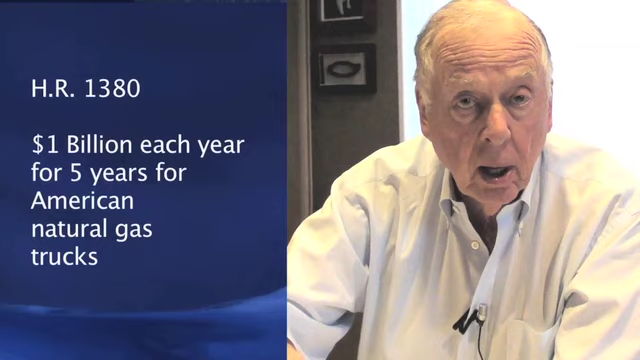 H.R. 1380
$1 Billion each year
for 5 years for
American
natural gas
trucks